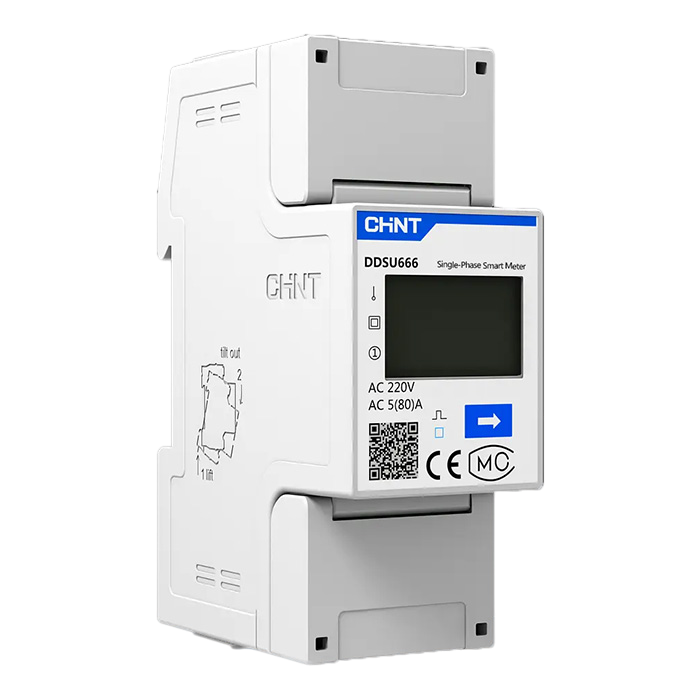 CHNT
DDSU666 Single-Phase Smart Meter
CHNT
1
tilt out
2
AC 220V
AC 5(80)A
1 lift
CE MC